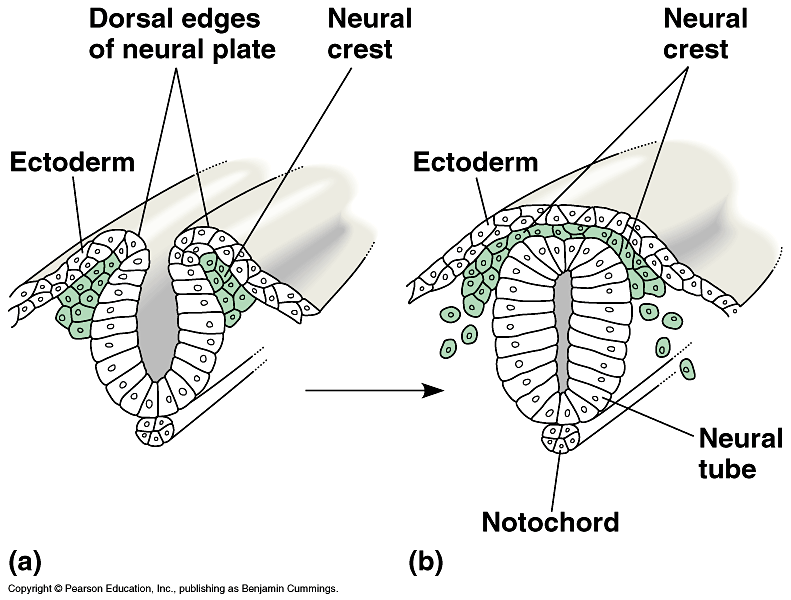 Dorsal edges
of neural plate
Neural
crest
Ectoderm
Neural
crest
Ectoderm
Neural
tube
Notochord
(a)
(b)
Copyright © Pearson Education, Inc., publishing as Benjamin Cummings.